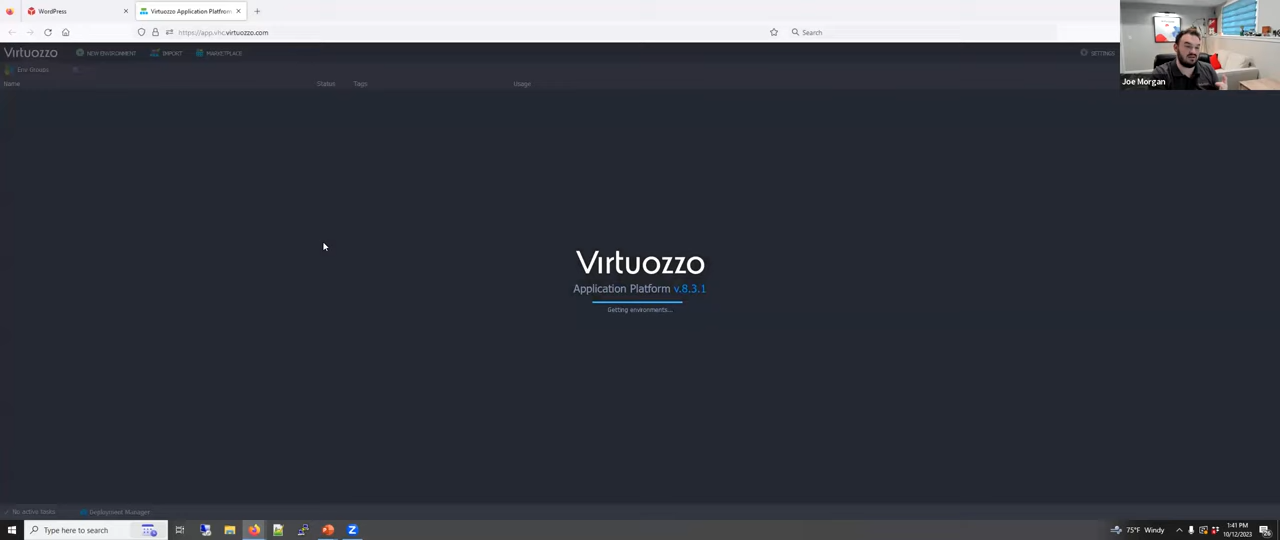 WordPress
Virtuozzo Application Platform
https://app.vhc.virtuozzo.com
Search
Virtuozzo
NEW ENVIRONMENT
IMPORT
MARKETPLACE
SETTINGS
Joe Morgan
Env Groups
Name
Status
Tags
Usage
Virtuozzo
Application Platform v.8.3.1
Getting environments...
No active tasks
Deployment Manager
Type here to search
75°F Windy
1:41 PM
10/12/2023